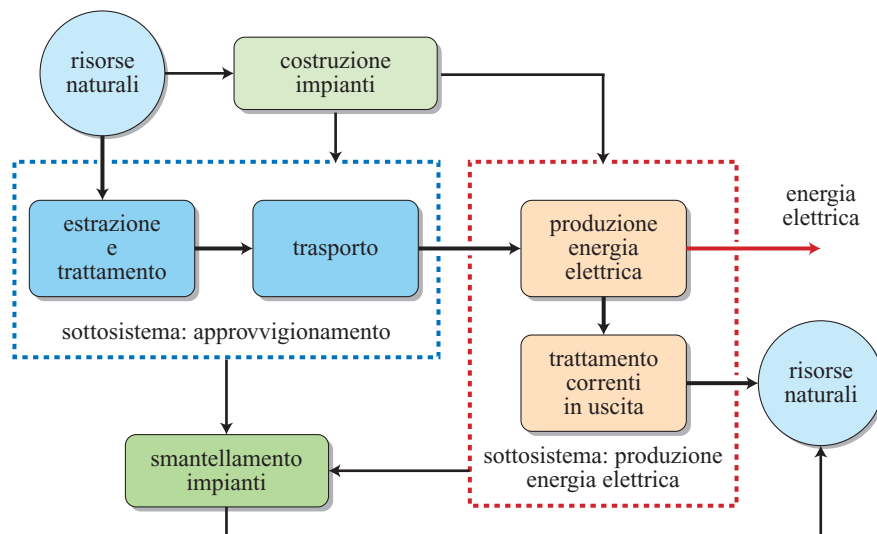 risorse
naturali
costruzione
impianti
estrazione
e
trattamento
trasporto
sottosistema: approvvigionamento
produzione
energia
elettrica
energia
elettrica
trattamento
correnti
in uscita
sottosistema: produzione
energia elettrica
risorse
naturali
smantellamento
impianti